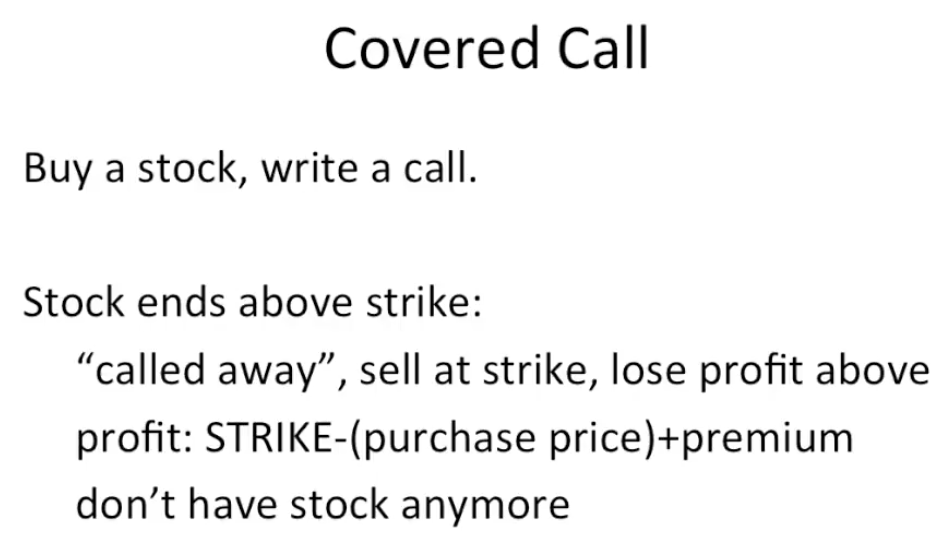 Covered Call
Buy a stock, write a call.
Stock ends above strike:
“called away”, sell at strike, lose profit above
profit: STRIKE-(purchase price)+premium
don’t have stock anymore